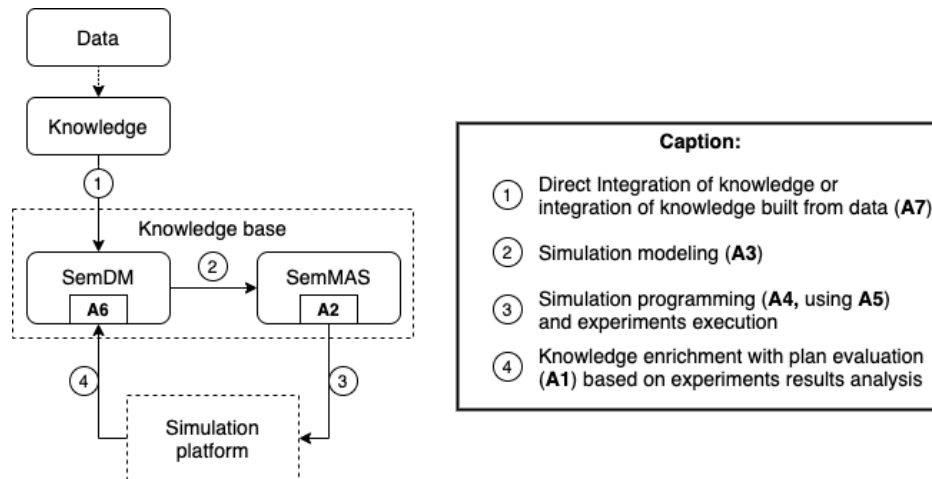 Data
Knowledge
1
Knowledge base
SemDM
A6
2
SemMAS
A2
4
3
Simulation
platform
Caption:
1
Direct Integration of knowledge or
integration of knowledge built from data (A7)
2
Simulation modeling (A3)
3
Simulation programming (A4, using A5)
and experiments execution
4
Knowledge enrichment with plan evaluation
(A1) based on experiments results analysis